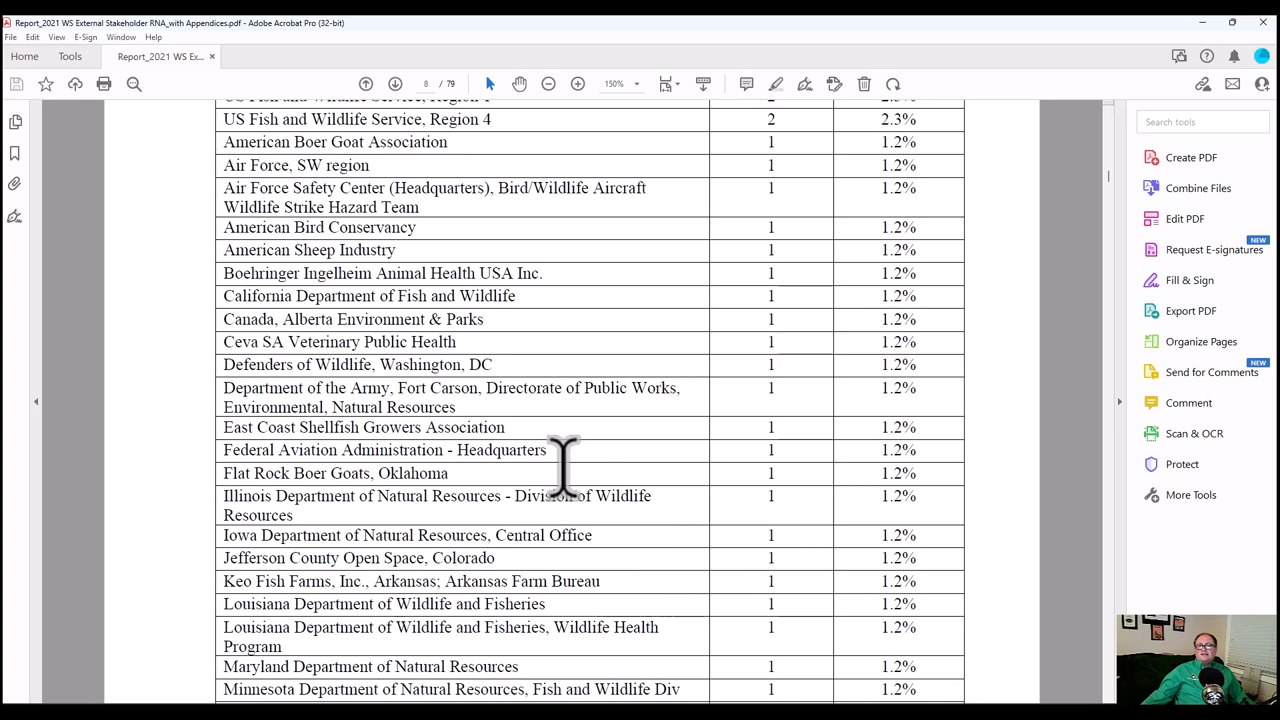 Report_2021 WS External Stakeholder RNA_with Appendices.pdf - Adobe Acrobat Pro (32-bit)
File Edit View E-Sign Window Help
Home Tools Report_2021 WS Ex... ×
8 / 79 150%
US Fish and Wildlife Service, Region 1 2 2.3%
US Fish and Wildlife Service, Region 4 2 2.3%
American Boer Goat Association 1 1.2%
Air Force, SW region 1 1.2%
Air Force Safety Center (Headquarters), Bird/Wildlife Aircraft 1 1.2%
Wildlife Strike Hazard Team
American Bird Conservancy 1 1.2%
American Sheep Industry 1 1.2%
Boehringer Ingelheim Animal Health USA Inc. 1 1.2%
California Department of Fish and Wildlife 1 1.2%
Canada, Alberta Environment & Parks 1 1.2%
Ceva SA Veterinary Public Health 1 1.2%
Defenders of Wildlife, Washington, DC 1 1.2%
Department of the Army, Fort Carson, Directorate of Public Works, 1 1.2%
Environmental, Natural Resources
East Coast Shellfish Growers Association 1 1.2%
Federal Aviation Administration - Headquarters 1 1.2%
Flat Rock Boer Goats, Oklahoma 1 1.2%
Illinois Department of Natural Resources - Division of Wildlife 1 1.2%
Resources
Iowa Department of Natural Resources, Central Office 1 1.2%
Jefferson County Open Space, Colorado 1 1.2%
Keo Fish Farms, Inc., Arkansas; Arkansas Farm Bureau 1 1.2%
Louisiana Department of Wildlife and Fisheries 1 1.2%
Louisiana Department of Wildlife and Fisheries, Wildlife Health 1 1.2%
Program
Maryland Department of Natural Resources 1 1.2%
Minnesota Department of Natural Resources, Fish and Wildlife Div 1 1.2%
Search tools
Create PDF
Combine Files
Edit PDF
NEW
Request E-signatures
Fill & Sign
Export PDF
Organize Pages
NEW
Send for Comments
Comment
Scan & OCR
Protect
More Tools